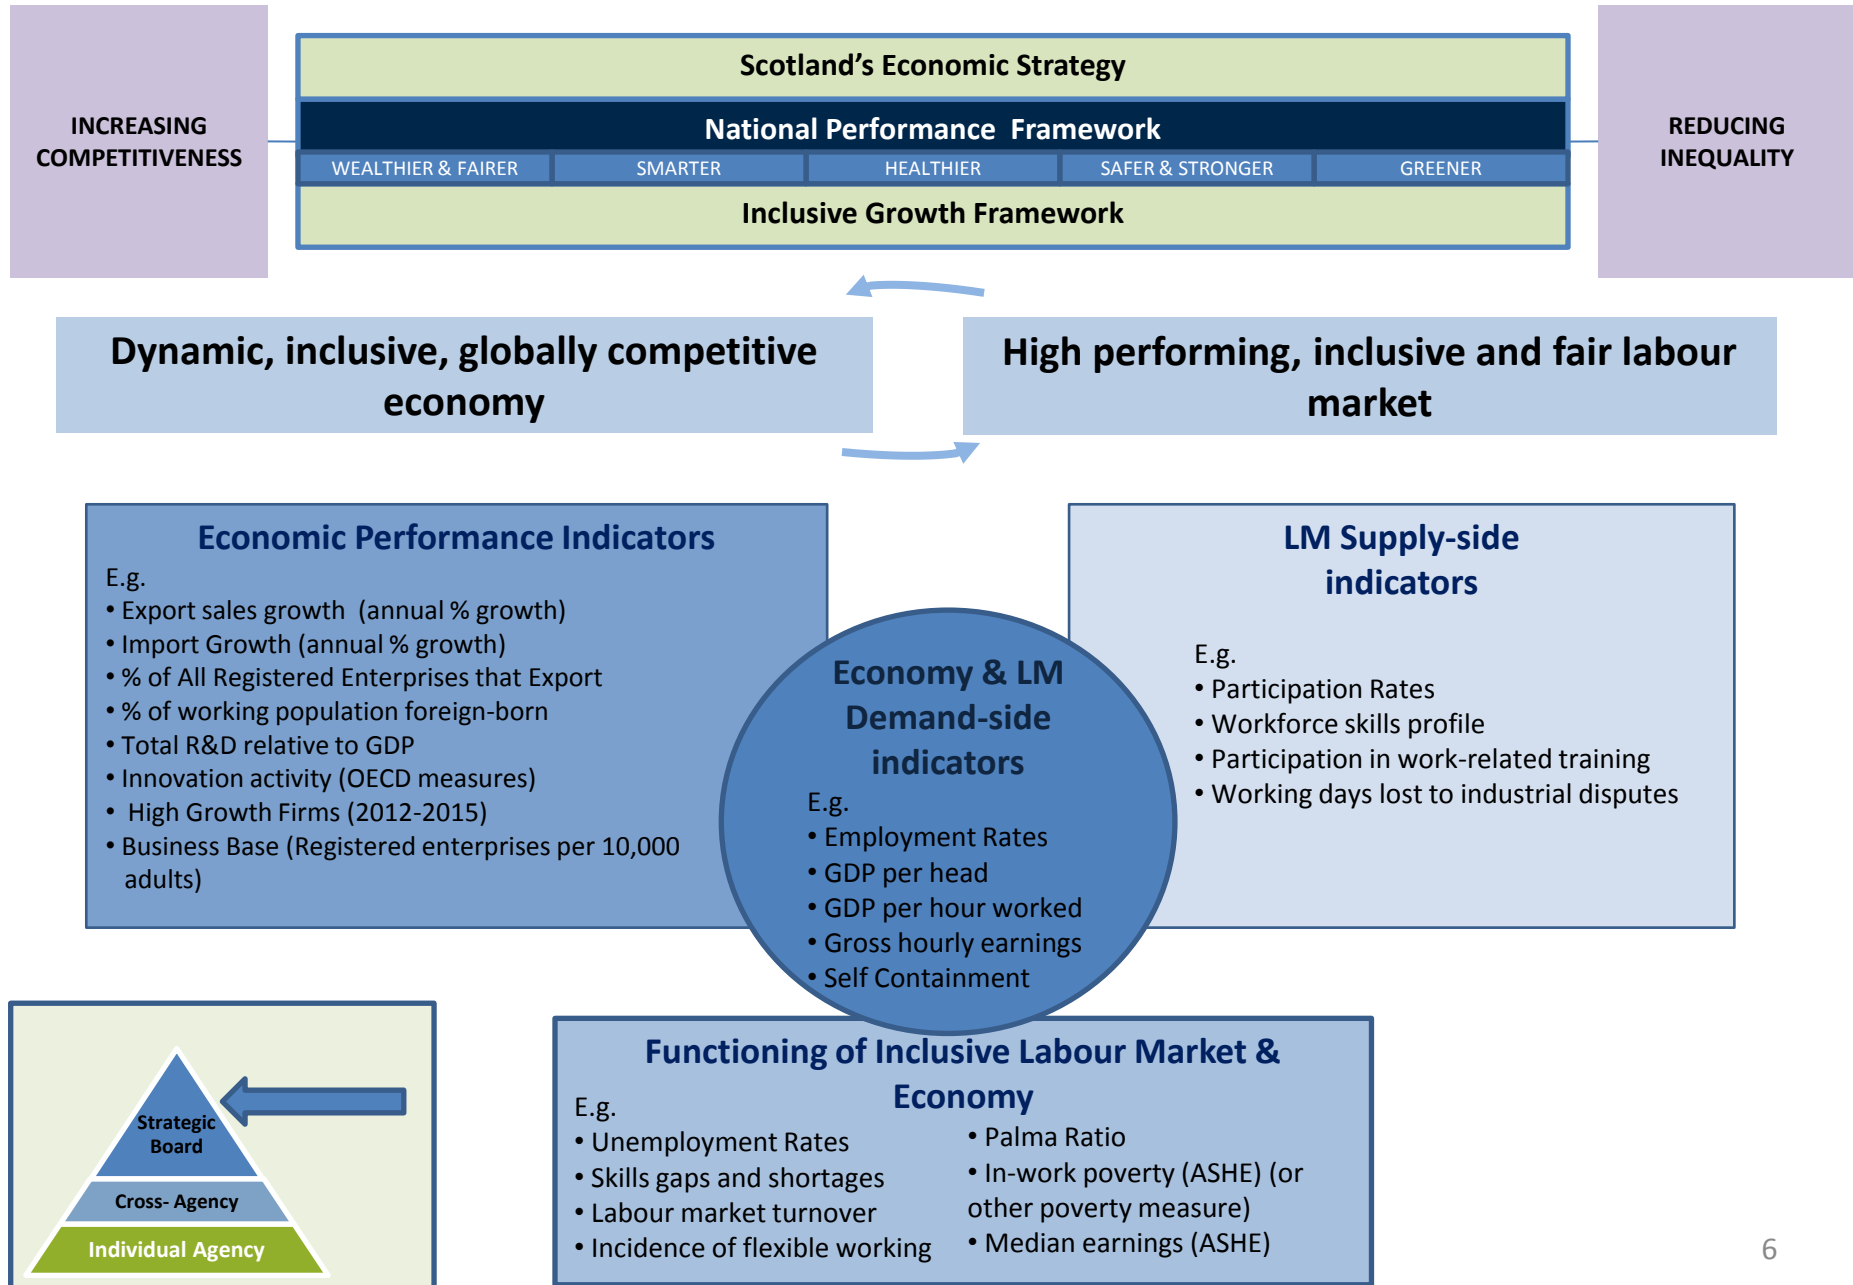 INCREASING
COMPETITIVENESS
Scotland’s Economic Strategy
National Performance Framework
WEALTHIER & FAIRER
SMARTER
HEALTHIER
SAFER & STRONGER
GREENER
Inclusive Growth Framework
REDUCING
INEQUALITY
Dynamic, inclusive, globally competitive
economy
High performing, inclusive and fair labour
market
Economic Performance Indicators
E.g.
• Export sales growth (annual % growth)
• Import Growth (annual % growth)
• % of All Registered Enterprises that Export
• % of working population foreign-born
• Total R&D relative to GDP
• Innovation activity (OECD measures)
• High Growth Firms (2012-2015)
• Business Base (Registered enterprises per 10,000
adults)
Economy & LM
Demand-side
indicators
E.g.
• Employment Rates
• GDP per head
• GDP per hour worked
• Gross hourly earnings
• Self Containment
LM Supply-side
indicators
E.g.
• Participation Rates
• Workforce skills profile
• Participation in work-related training
• Working days lost to industrial disputes
Strategic
Board
Cross- Agency
Individual Agency
Functioning of Inclusive Labour Market &
Economy
E.g.
• Unemployment Rates
• Skills gaps and shortages
• Labour market turnover
• Incidence of flexible working
• Palma Ratio
• In-work poverty (ASHE) (or
other poverty measure)
• Median earnings (ASHE)
6